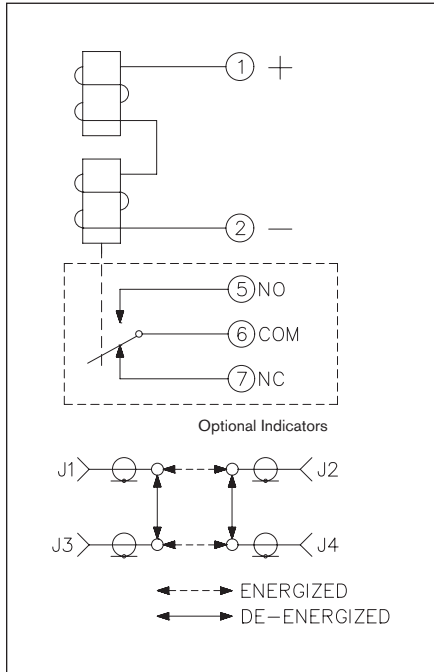 1 +
2 —
5 NO
6 COM
7 NC
Optional Indicators
J1 J2
J3 J4
ENERGIZED
DE-ENERGIZED